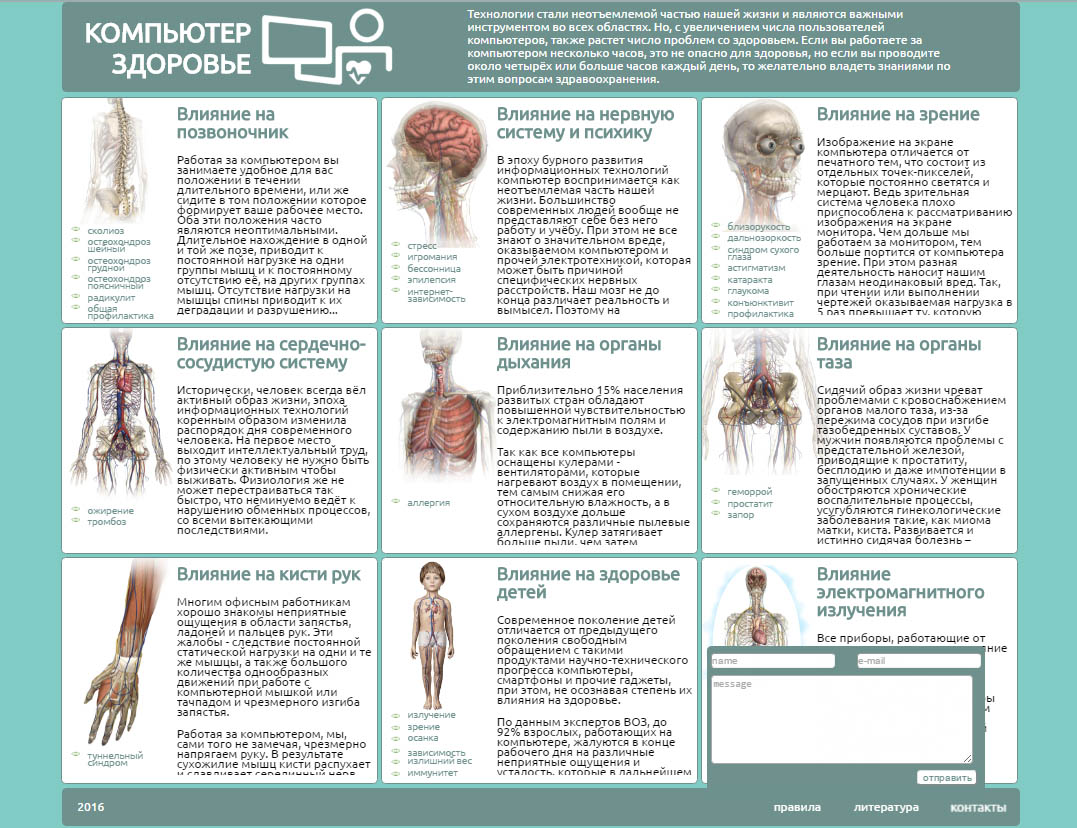 КОМПЬЮТЕР
ЗДОРОВЬЕ
Технологии стали неотъемлемой частью нашей жизни и являются важными
инструментом во всех областях. Но, с увеличением числа пользователей
компьютеров, также растет число проблем со здоровьем. Если вы работаете за
компьютером несколько часов, это не опасно для здоровья, но если вы проводите
около четырёх или больше часов каждый день, то желательно владеть знаниями по
этим вопросам здравоохранения.
Влияние на
позвоночник
Работая за компьютером вы
занимаете удобное для вас
положении в течении
длительного времени, или же
сидите в том положении которое
формирует ваше рабочее место.
Оба эти положения часто
являются неоптимальными.
Длительное нахождение в одной
и той же позе, приводит к
постоянной нагрузке на одни
группы мышц и к постоянному
отсутствию её, на других группах
мышц. Отсутствие нагрузки на
мышцы спины приводит к их
деградации и разрушению...
сколиоз
остеохондроз
шейный
остеохондроз
грудной
остеохондроз
поясничный
радикулит
общая
профилактика
Влияние на нервную
систему и психику
В эпоху бурного развития
информационных технологий
компьютер воспринимается как
неотъемлемая часть нашей
жизни. Большинство
современных людей вообще не
представляют себе без него
работу и учёбу. При этом не все
знают о значительном вреде,
оказываемом компьютером и
прочей электротехникой, которая
может быть причиной
специфических нервных
расстройств. Наш мозг не до
конца различает реальность и
вымысел. Поэтому на
стресс
игромания
бессонница
эпилепсия
интернет-
зависимость
Влияние на зрение
Изображение на экране
компьютера отличается от
печатного тем, что состоит из
отдельных точек-пикселей,
которые постоянно светятся и
мерцают. Ведь зрительная
система человека плохо
приспособлена к рассматриванию
изображения на экране
монитора. Чем дольше мы
работаем за монитором, тем
больше портится от компьютера
зрение. При этом разная
деятельность наносит нашим
глазам неодинаковый вред. Так,
при чтении или выполнении
чертежей оказываемая нагрузка в
5 раз превышает ту, которую
близорукость
дальнозоркость
синдром сухого
глаза
астигматизм
катаракта
глаукома
конъюнктивит
профилактика
Влияние на сердечно-
сосудистую систему
Исторически, человек всегда вёл
активный образ жизни, эпоха
информационных технологий
коренным образом изменила
распорядок дня современного
человека. На первое место
выходит интеллектуальный труд,
по этому человеку не нужно быть
физически активным чтобы
выживать. Физиология же не
может перестраиваться так
быстро, что неминуемо ведёт к
нарушению обменных процессов,
со всеми вытекающими
последствиями.
ожирение
тромбоз
Влияние на органы
дыхания
Приблизительно 15% населения
развитых стран обладают
повышенной чувствительностью
к электромагнитным полям и
содержанию пыли в воздухе.
Так как все компьютеры
оснащены кулерами -
вентиляторами, которые
нагревают воздух в помещении,
тем самым снижая его
относительную влажность, а в
сухом воздухе дольше
сохраняются различные пылевые
аллергены. Кулер затягивает
больше пыли, чем затем
аллергия
Влияние на органы
таза
Сидячий образ жизни чреват
проблемами с кровоснабжением
органов малого таза, из-за
пережима сосудов при изгибе
тазобедренных суставов. У
мужчин появляются проблемы с
предстательной железой,
приводящие к простатиту,
бесплодию и даже импотенции в
запущенных случаях. У женщин
обостряются хронические
воспалительные процессы,
усугубляются гинекологические
заболевания такие, как миома
матки, киста. Развивается и
истинно сидячая болезнь –
геморрой
простатит
запор
Влияние на кисти рук
Многим офисным работникам
хорошо знакомы неприятные
ощущения в области запястья,
ладоней и пальцев рук. Эти
жалобы - следствие постоянной
статической нагрузки на одни и те
же мышцы, а также большого
количества однообразных
движений при работе с
компьютерной мышкой или
тачпадом и чрезмерного изгиба
запястья.
Работая за компьютером, мы,
сами того не замечая, чрезмерно
напрягаем руку. В результате
сухожилие мышц кисти распухает
и сдавливает серединный нерв
туннельный
синдром
Влияние на здоровье
детей
Современное поколение детей
отличается от предыдущего
поколения свободным
обращением с такими
продуктами научно-технического
прогресса компьютеры,
смартфоны и прочие гаджеты,
при этом, не осознавая степень их
влияния на здоровье.
По данным экспертов ВОЗ, до
92% взрослых, работающих на
компьютере, жалуются в конце
рабочего дня на различные
неприятные ощущения и
усталость, которые в дальнейшем
излучение
зрение
осанка
зависимость
излишний вес
иммунитет
Влияние
электромагнитного
излучения
Все приборы, работающие от
name
e-mail
message
отправить
2016
правила
литература
контакты